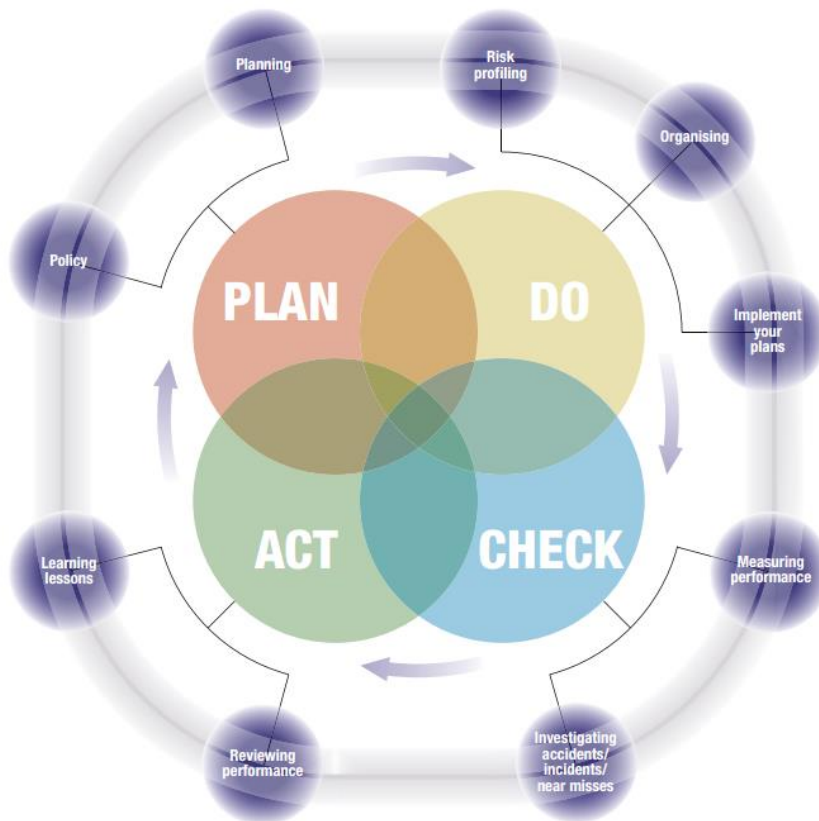 Planning
Risk
profiling
Organising
Policy
PLAN
DO
Implement
your
plans
ACT
CHECK
Learning
lessons
Measuring
performance
Reviewing
performance
Investigating
accidents/
incidents/
near misses